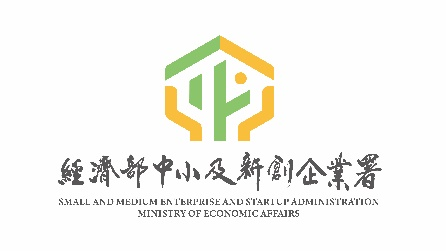 經濟部中小及新創企業署
SMALL AND MEDIUM ENTERPRISE AND STARTUP ADMINISTRATION
MINISTRY OF ECONOMIC AFFAIRS